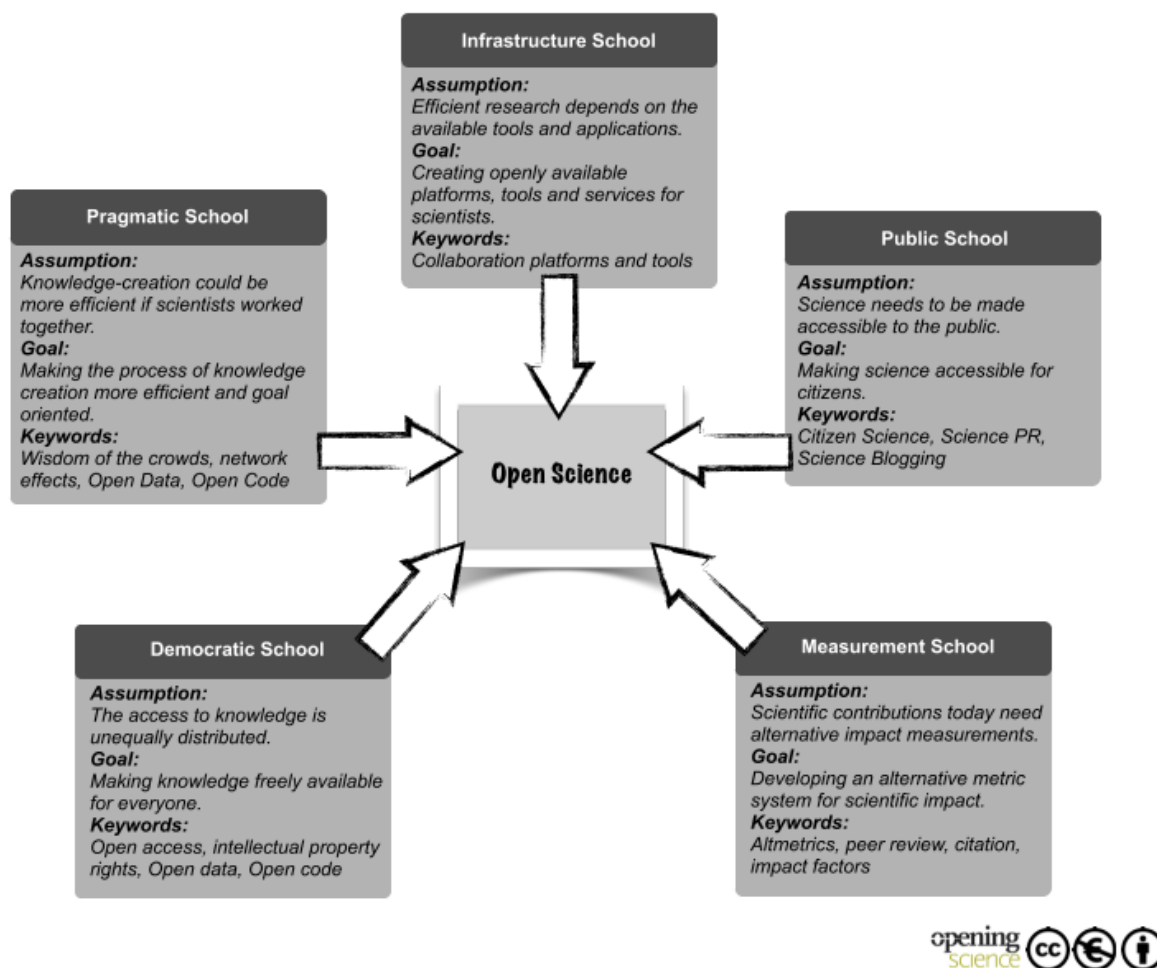 Infrastructure School
Assumption:
Efficient research depends on the
available tools and applications.
Goal:
Creating openly available
platforms, tools and services for
scientists.
Keywords:
Collaboration platforms and tools
Pragmatic School
Assumption:
Knowledge-creation could be
more efficient if scientists worked
together.
Goal:
Making the process of knowledge
creation more efficient and goal
oriented.
Keywords:
Wisdom of the crowds, network
effects, Open Data, Open Code
Public School
Assumption:
Science needs to be made
accessible to the public.
Goal:
Making science accessible for
citizens.
Keywords:
Citizen Science, Science PR,
Science Blogging
Open Science
Democratic School
Assumption:
The access to knowledge is
unequally distributed.
Goal:
Making knowledge freely available
for everyone.
Keywords:
Open access, intellectual property
rights, Open data, Open code
Measurement School
Assumption:
Scientific contributions today need
alternative impact measurements.
Goal:
Developing an alternative metric
system for scientific impact.
Keywords:
Altmetrics, peer review, citation,
impact factors
opening
science
cc